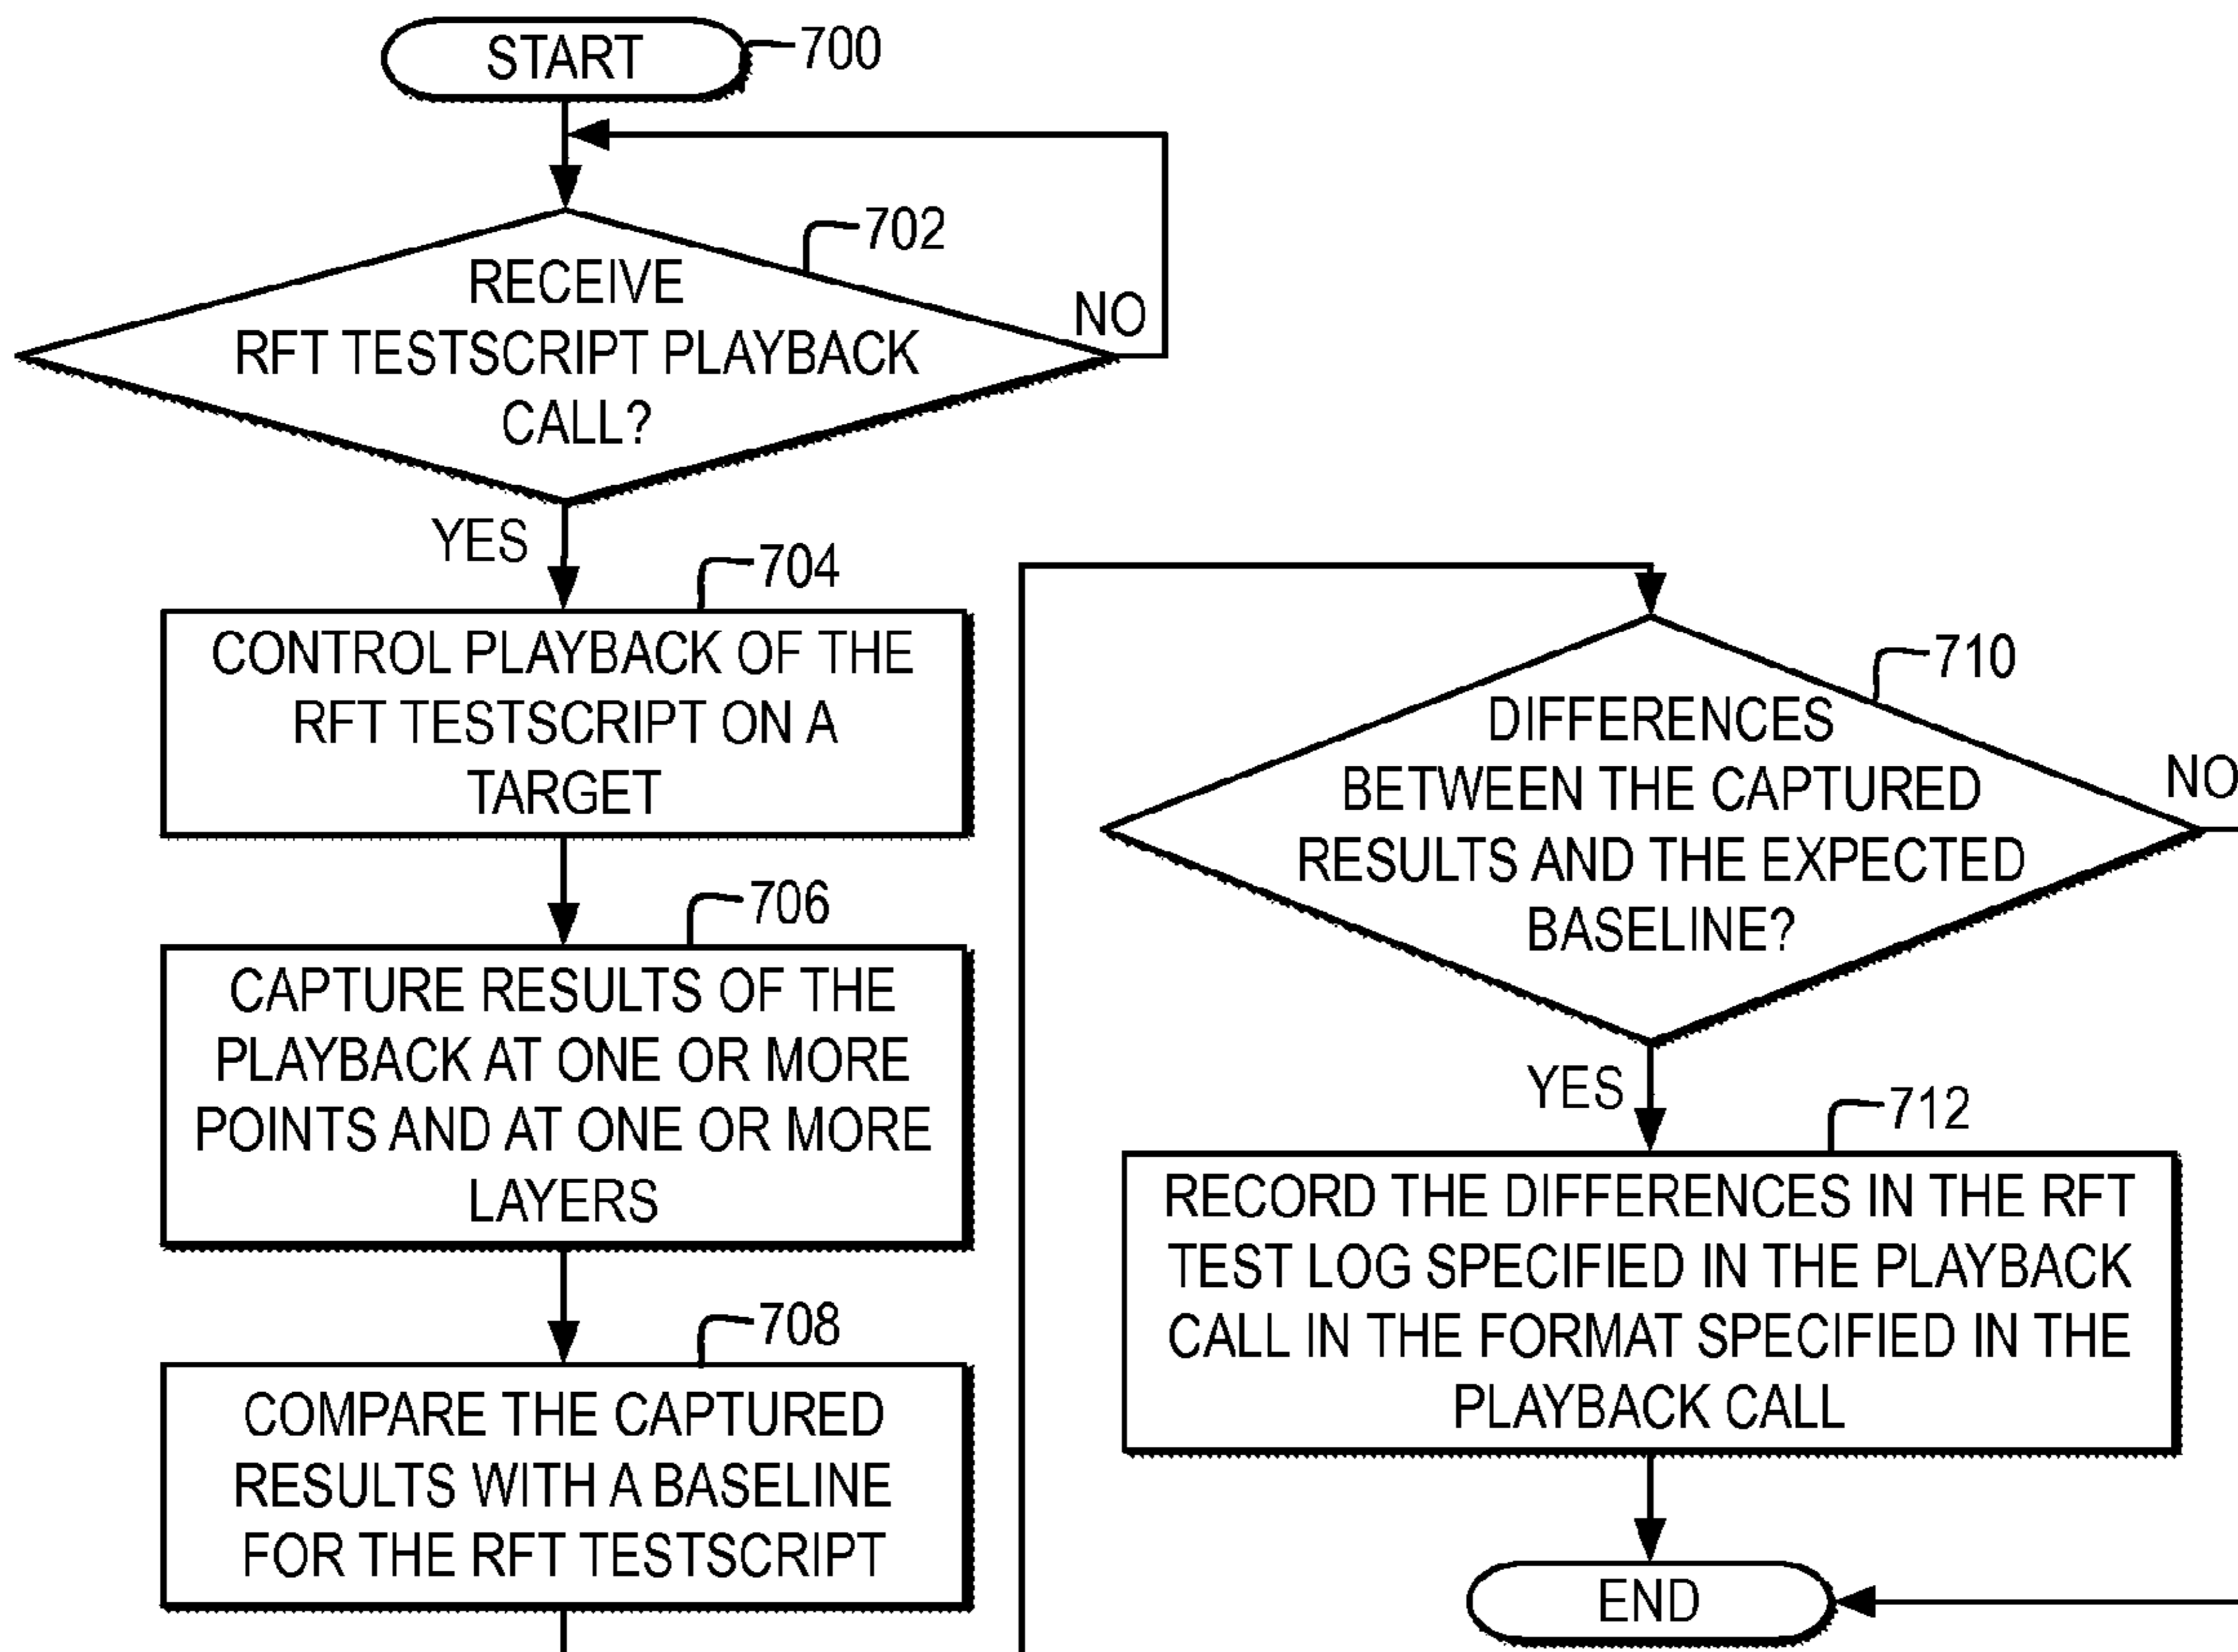 START
700
702
RECEIVE
RFT TESTSCRIPT PLAYBACK
CALL?
NO
YES
704
CONTROL PLAYBACK OF THE
RFT TESTSCRIPT ON A
TARGET
706
CAPTURE RESULTS OF THE
PLAYBACK AT ONE OR MORE
POINTS AND AT ONE OR MORE
LAYERS
708
COMPARE THE CAPTURED
RESULTS WITH A BASELINE
FOR THE RFT TESTSCRIPT
710
DIFFERENCES
BETWEEN THE CAPTURED
RESULTS AND THE EXPECTED
BASELINE?
NO
YES
712
RECORD THE DIFFERENCES IN THE RFT
TEST LOG SPECIFIED IN THE PLAYBACK
CALL IN THE FORMAT SPECIFIED IN THE
PLAYBACK CALL
END